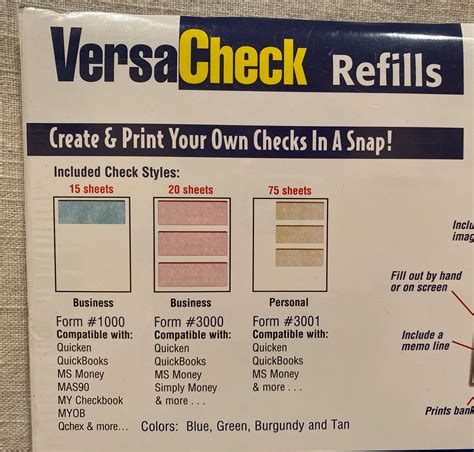 VersaCheck Refills
Create & Print Your Own Checks In A Snap!
Included Check Styles:
15 sheets 20 sheets 75 sheets
Business Business Personal
Form #1000 Form #3000 Form #3001
Compatible with: Compatible with: Compatible with:
Quicken Quicken Quicken
QuickBooks QuickBooks QuickBooks
MS Money MS Money MS Money
MAS90 Simply Money & more . . .
MY Checkbook & more . . .
MYOB
Qchex & more... Colors: Blue, Green, Burgundy and Tan
Fill out by hand
or on screen
Include a
memo line
Prints